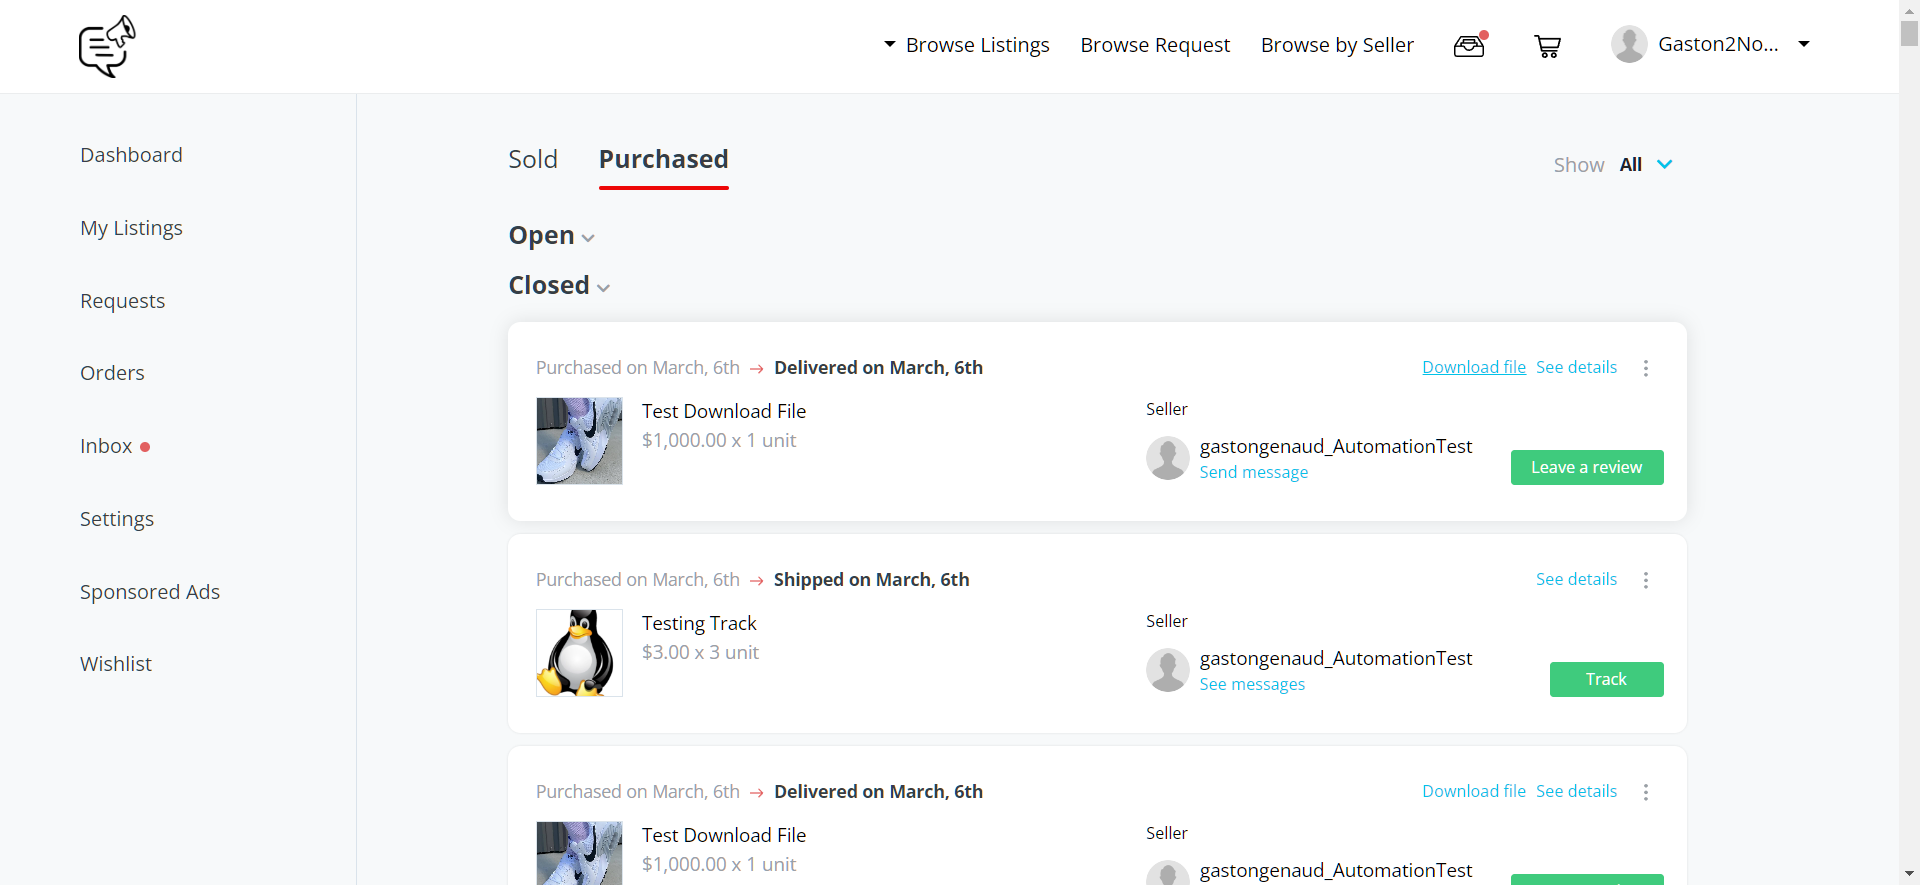 Browse Listings
Browse Request
Browse by Seller
Gaston2No...
Dashboard
My Listings
Requests
Orders
Inbox
Settings
Sponsored Ads
Wishlist
Sold
Purchased
Show All
Open
Closed
Purchased on March, 6th → Delivered on March, 6th
Download file See details
Test Download File
$1,000.00 x 1 unit
Seller
gastongenaud_AutomationTest
Send message
Leave a review
Purchased on March, 6th → Shipped on March, 6th
See details
Testing Track
$3.00 x 3 unit
Seller
gastongenaud_AutomationTest
See messages
Track
Purchased on March, 6th → Delivered on March, 6th
Download file See details
Test Download File
$1,000.00 x 1 unit
Seller
gastongenaud_AutomationTest